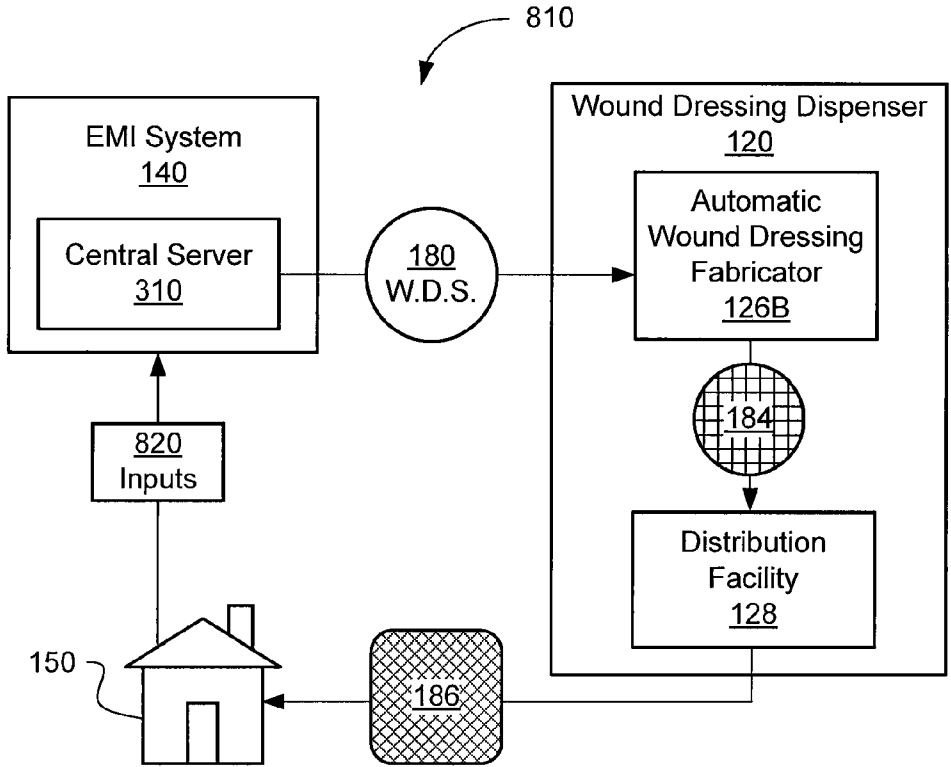 810
EMI System
140
Central Server
310
180
W.D.S.
Wound Dressing Dispenser
120
Automatic
Wound Dressing
Fabricator
126B
184
Distribution
Facility
128
820
Inputs
150
186